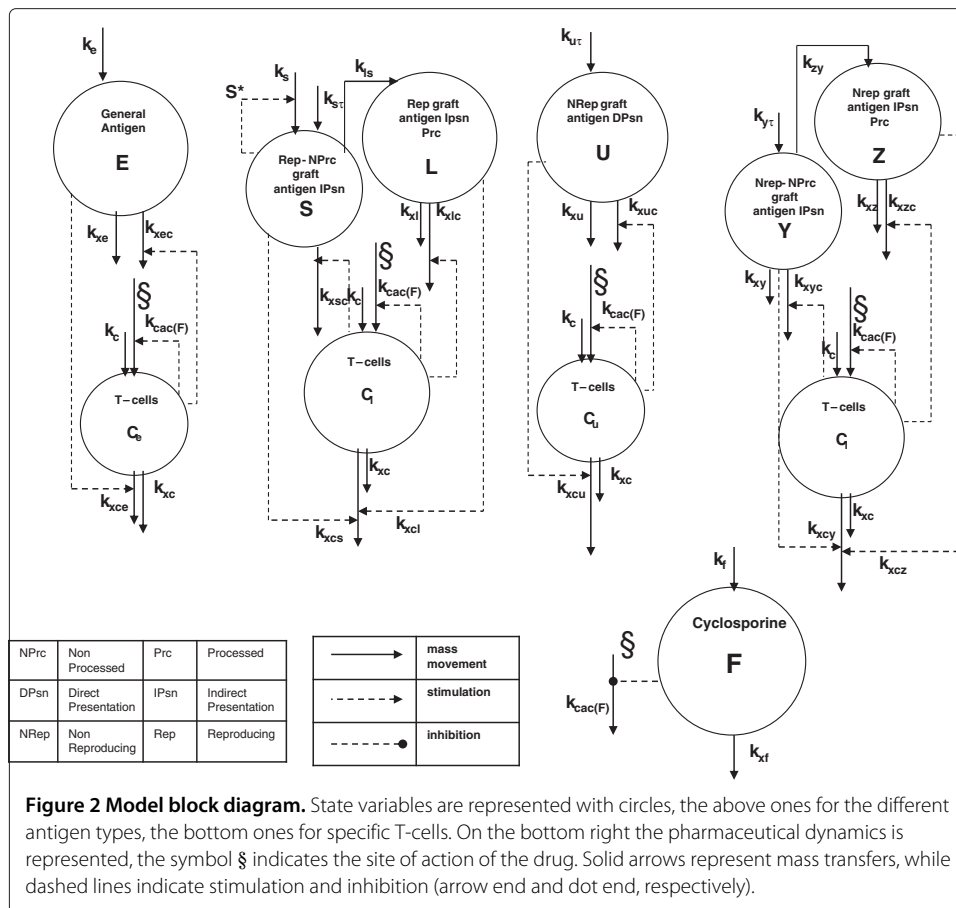 k_e
General
Antigen
E
k_xe
k_xec
§
k_c
k_cac(F)
T-cells
C_e
k_xce
k_xc
S*
k_s
k_sτ
k_ls
Rep-NPrc
graft
antigen IPsn
S
Rep graft
antigen Ipsn
Prc
L
k_xl
k_xlc
§
k_xsc
k_c
k_cac(F)
T-cells
C_l
k_xc
k_xcs
k_xcl
k_uτ
NRep graft
antigen DPsn
U
k_xu
k_xuc
§
k_c
k_cac(F)
T-cells
C_u
k_xcu
k_xc
k_zy
k_yτ
Nrep graft
antigen IPsn
Prc
Z
Nrep-NPrc
graft
antigen IPsn
Y
k_xz
k_xzc
k_xy
k_xyc
§
k_cac(F)
k_c
T-cells
C_l
k_xc
k_xcy
k_xcz
k_f
Cyclosporine
F
§
k_cac(F)
k_xf
NPrc Non Processed Prc Processed
DPsn Direct Presentation IPsn Indirect Presentation
NRep Non Reproducing Rep Reproducing
mass
movement
stimulation
inhibition
Figure 2 Model block diagram. State variables are represented with circles, the above ones for the different
antigen types, the bottom ones for specific T-cells. On the bottom right the pharmaceutical dynamics is
represented, the symbol § indicates the site of action of the drug. Solid arrows represent mass transfers, while
dashed lines indicate stimulation and inhibition (arrow end and dot end, respectively).